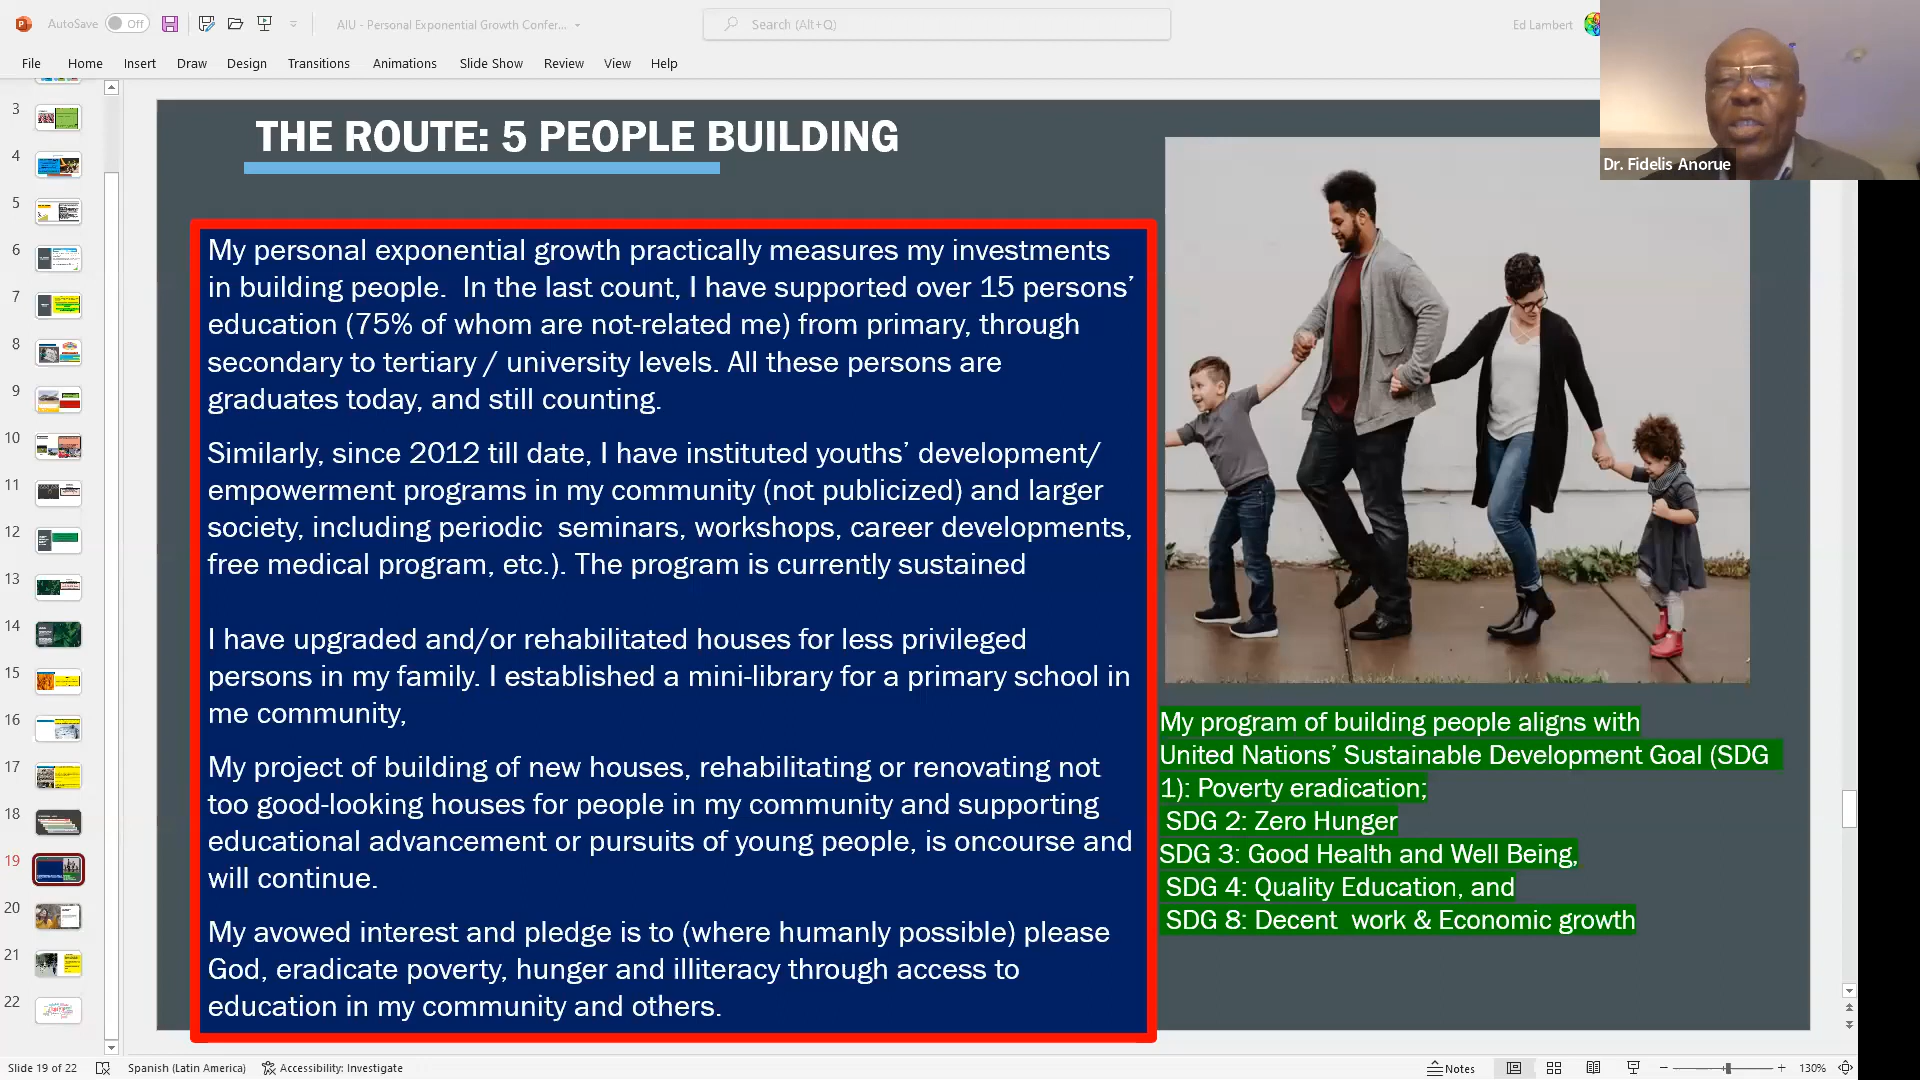 AutoSave Off
AIU - Personal Exponential Growth Confer...
Search (Alt+Q)
Ed Lambert
File Home Insert Draw Design Transitions Animations Slide Show Review View Help
Dr. Fidelis Anorue
3
4
5
6
7
8
9
10
11
12
13
14
15
16
17
18
19
20
21
22
THE ROUTE: 5 PEOPLE BUILDING
My personal exponential growth practically measures my investments
in building people.  In the last count, I have supported over 15 persons’
education (75% of whom are not-related me) from primary, through
secondary to tertiary / university levels. All these persons are
graduates today, and still counting.
Similarly, since 2012 till date, I have instituted youths’ development/
empowerment programs in my community (not publicized) and larger
society, including periodic  seminars, workshops, career developments,
free medical program, etc.). The program is currently sustained
I have upgraded and/or rehabilitated houses for less privileged
persons in my family. I established a mini-library for a primary school in
me community,
My project of building of new houses, rehabilitating or renovating not
too good-looking houses for people in my community and supporting
educational advancement or pursuits of young people, is oncourse and
will continue.
My avowed interest and pledge is to (where humanly possible) please
God, eradicate poverty, hunger and illiteracy through access to
education in my community and others.
My program of building people aligns with
United Nations’ Sustainable Development Goal (SDG
1): Poverty eradication;
SDG 2: Zero Hunger
SDG 3: Good Health and Well Being,
SDG 4: Quality Education, and
SDG 8: Decent  work & Economic growth
Slide 19 of 22 Spanish (Latin America) Accessibility: Investigate Notes 130%